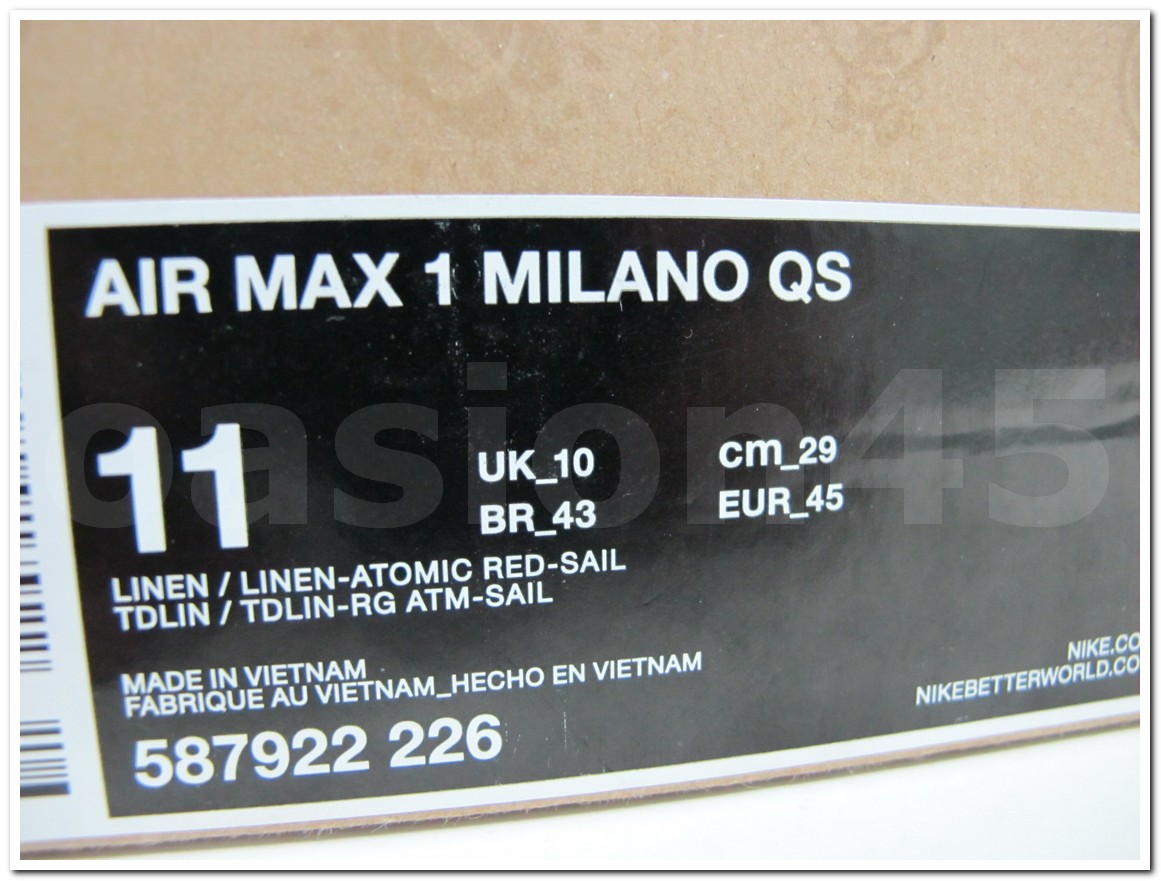 AIR MAX 1 MILANO QS
11
UK_10 cm_29
BR_43 EUR_45
LINEN / LINEN-ATOMIC RED-SAIL
TDLIN / TDLIN-RG ATM-SAIL
MADE IN VIETNAM
FABRIQUE AU VIETNAM_HECHO EN VIETNAM
587922 226
NIKE.CO
NIKEBETTERWORLD.CO
oasion45